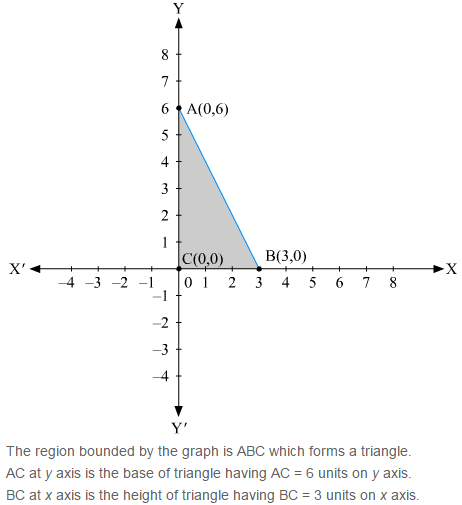 Y
8
7
6 A(0,6)
5
4
3
2
1
C(0,0) B(3,0)
X′ X
–4 –3 –2 –1 0 1 2 3 4 5 6 7 8
–1
–2
–3
–4
Y′
The region bounded by the graph is ABC which forms a triangle.
AC at y axis is the base of triangle having AC = 6 units on y axis.
BC at x axis is the height of triangle having BC = 3 units on x axis.